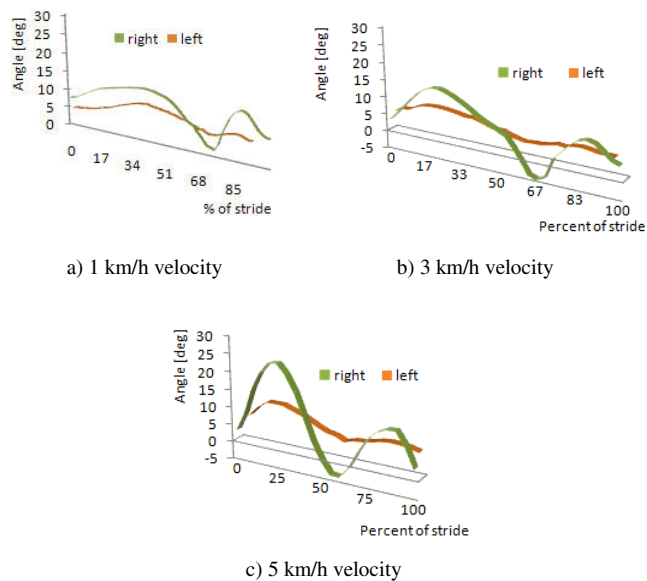 Angle [deg]
30
25
20
15
10
5
0
right left
0 17 34 51 68 85
% of stride
a) 1 km/h velocity
Angle [deg]
30
25
20
15
10
5
0
-5
right left
0 17 33 50 67 83 100
Percent of stride
b) 3 km/h velocity
Angle [deg]
30
25
20
15
10
5
0
-5
right left
0 25 50 75 100
Percent of stride
c) 5 km/h velocity